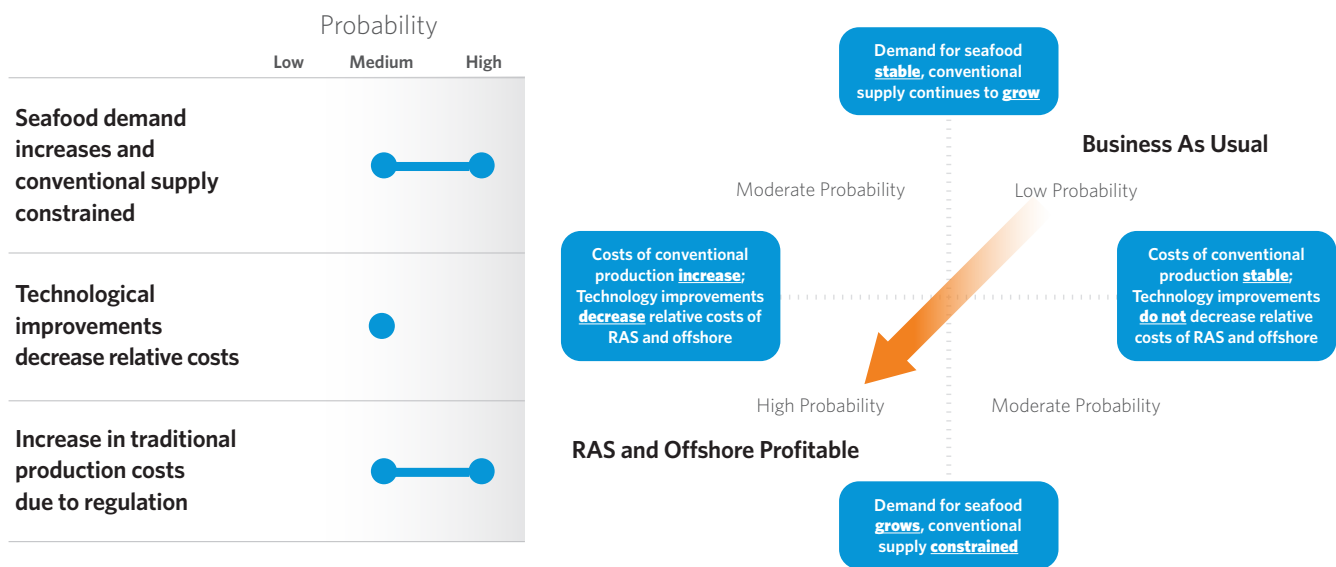 Probability
Low Medium High
Seafood demand
increases and
conventional supply
constrained
Technological
improvements
decrease relative costs
Increase in traditional
production costs
due to regulation
Demand for seafood
stable, conventional
supply continues to grow
Business As Usual
Moderate Probability
Low Probability
Costs of conventional
production increase;
Technology improvements
decrease relative costs of
RAS and offshore
Costs of conventional
production stable;
Technology improvements
do not decrease relative
costs of RAS and offshore
High Probability
Moderate Probability
RAS and Offshore Profitable
Demand for seafood
grows, conventional
supply constrained